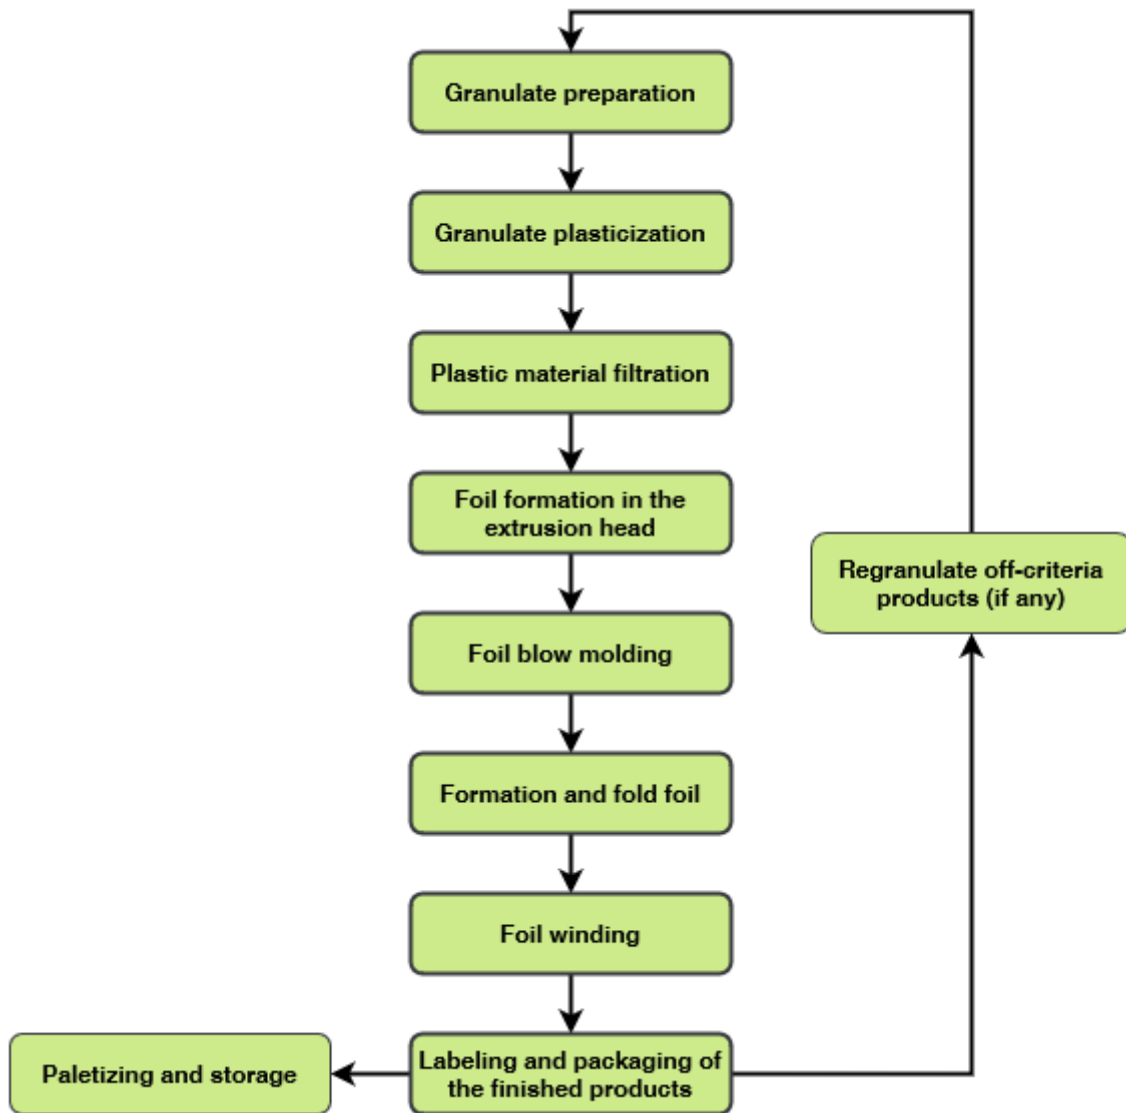 Granulate preparation
Granulate plasticization
Plastic material filtration
Foil formation in the
extrusion head
Regranulate off-criteria
products (if any)
Foil blow molding
Formation and fold foil
Foil winding
Paletizing and storage
Labeling and packaging of
the finished products